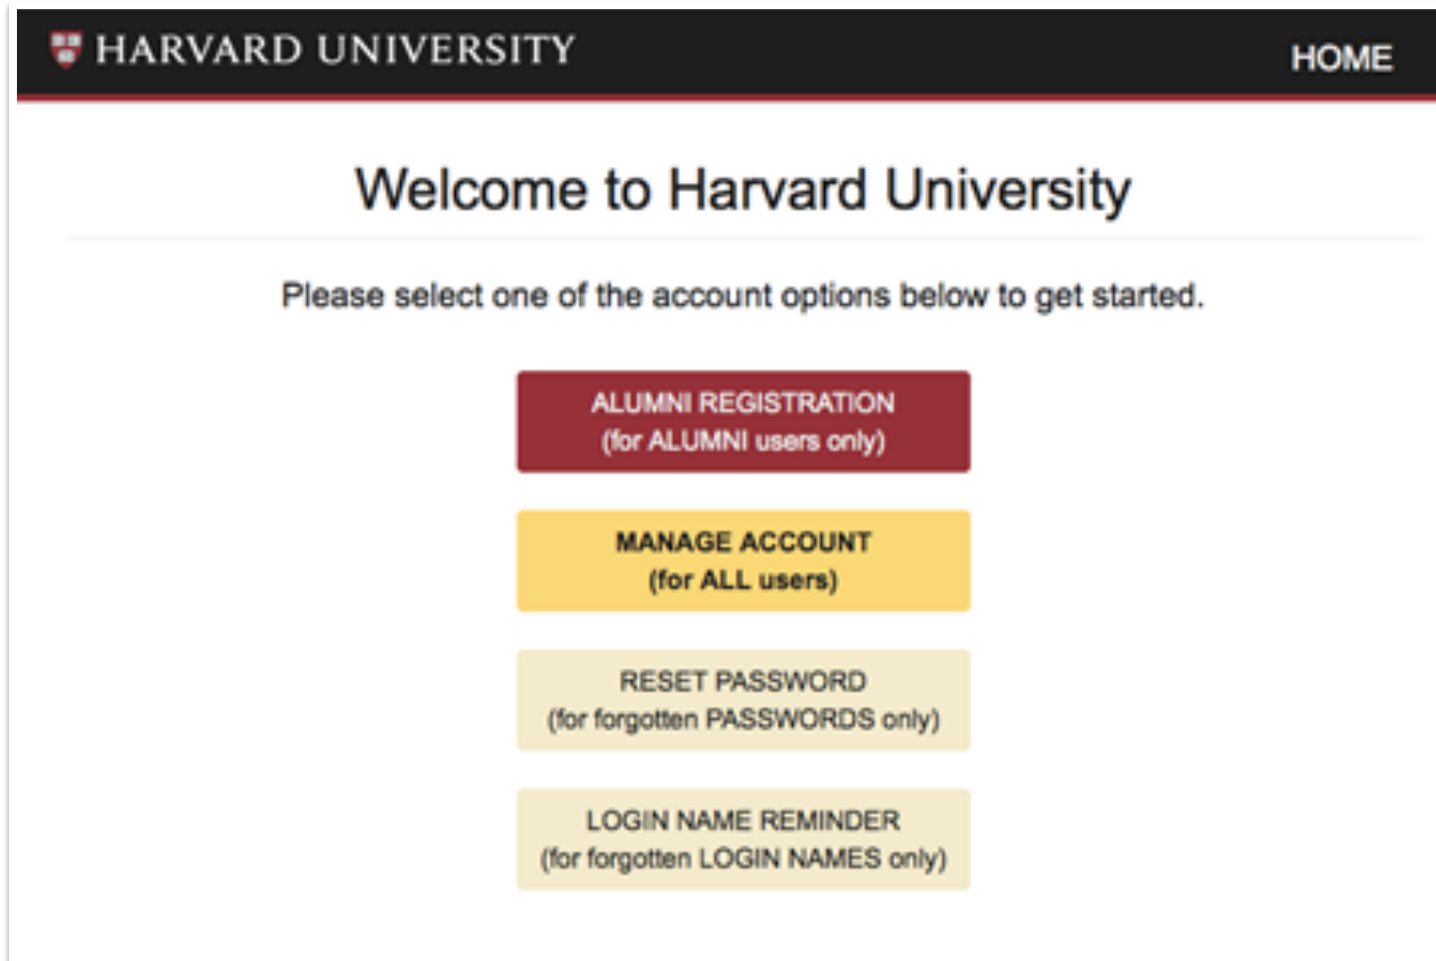 HARVARD UNIVERSITY
HOME
Welcome to Harvard University
Please select one of the account options below to get started.
ALUMNI REGISTRATION
(for ALUMNI users only)
MANAGE ACCOUNT
(for ALL users)
RESET PASSWORD
(for forgotten PASSWORDS only)
LOGIN NAME REMINDER
(for forgotten LOGIN NAMES only)